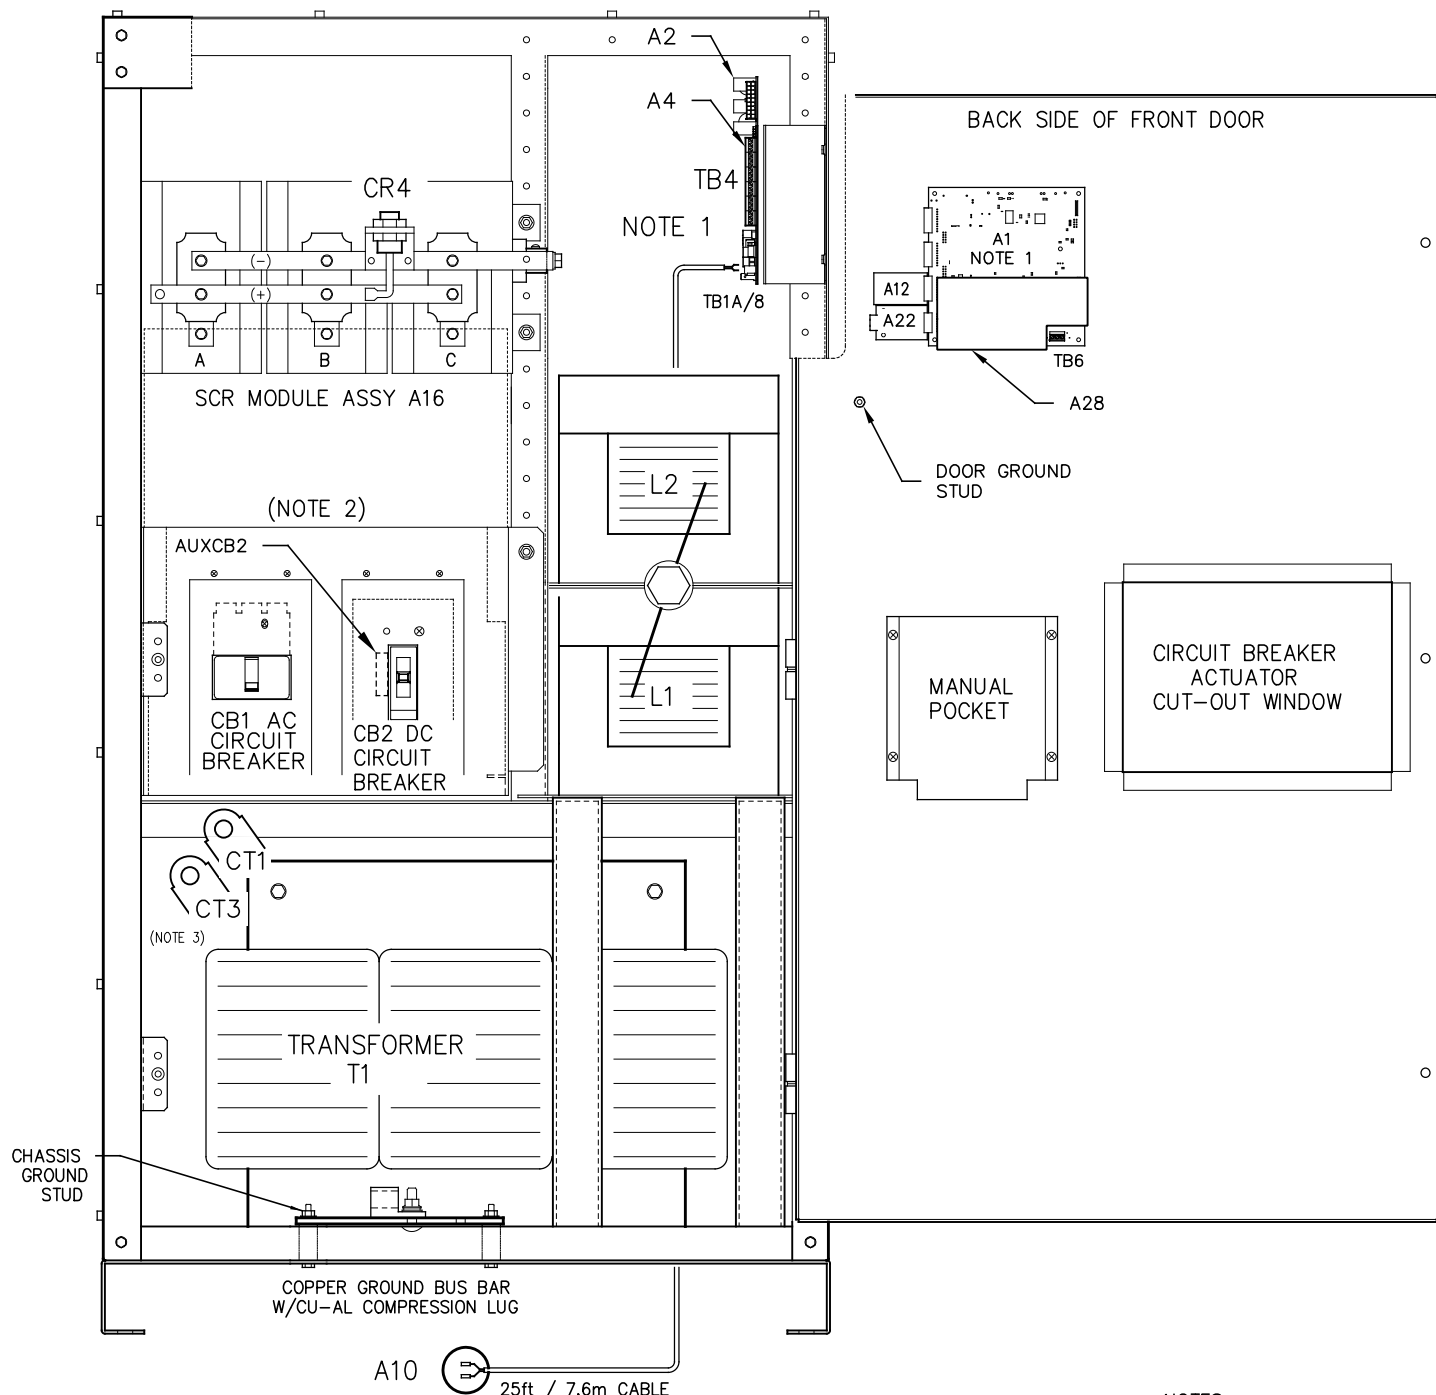 A2
A4
BACK SIDE OF FRONT DOOR
CR4
TB4
NOTE 1
A1
NOTE 1
(-)
(+)
TB1A/8
A12
A22
TB6
A
B
C
SCR MODULE ASSY A16
A28
DOOR GROUND
STUD
L2
(NOTE 2)
AUXCB2
CIRCUIT BREAKER
ACTUATOR
CUT-OUT WINDOW
MANUAL
POCKET
L1
CB1 AC
CIRCUIT
BREAKER
CB2 DC
CIRCUIT
BREAKER
CT1
CT3
(NOTE 3)
TRANSFORMER
T1
CHASSIS
GROUND
STUD
COPPER GROUND BUS BAR
W/CU-AL COMPRESSION LUG
A10
25ft / 7.6m CABLE
NOTES